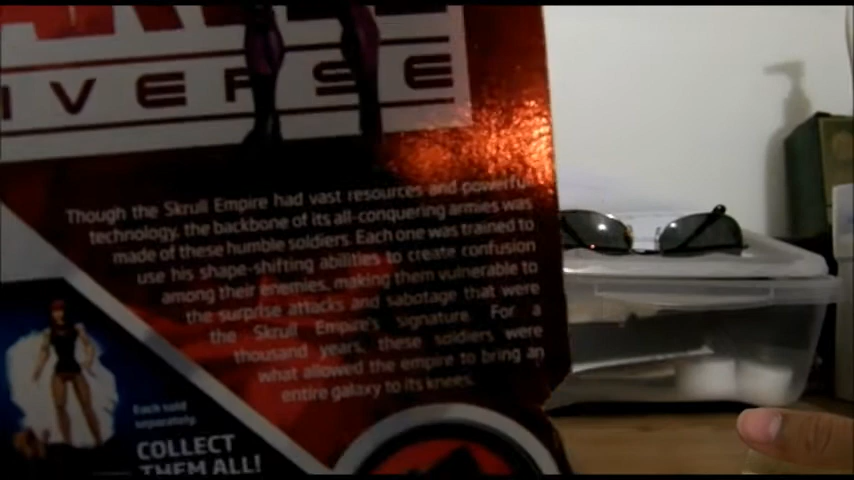 IVERSE
Though the Skrull Empire had vast resources and powerful
technology, the backbone of its all-conquering armies was
made of these humble soldiers. Each one was trained to
use his shape-shifting abilities to create confusion
among their enemies, making them vulnerable to
the surprise attacks and sabotage that were
the Skrull Empire's signature. For a
thousand years, these soldiers were
what allowed the empire to bring an
entire galaxy to its knees.
Each sold
separately.
COLLECT
THEM ALL!